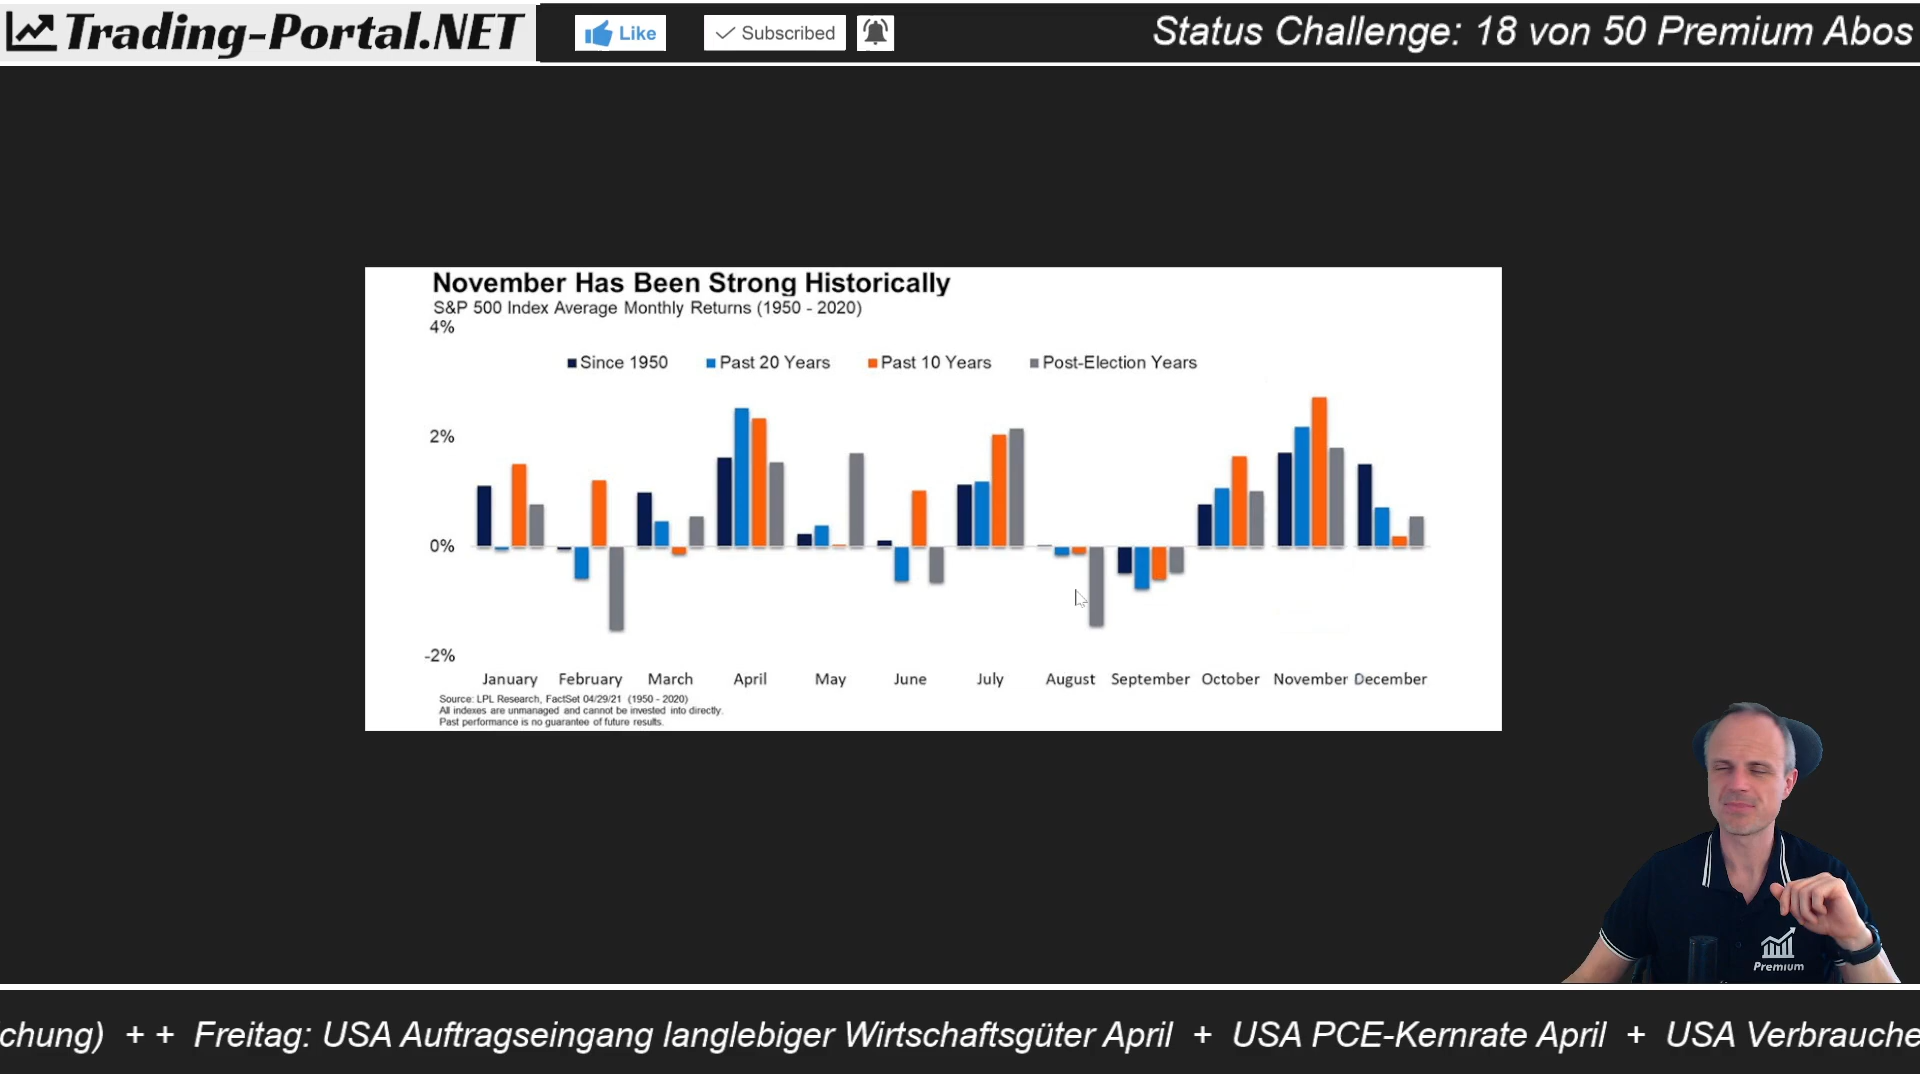 Trading-Portal.NET
Like
Subscribed
Status Challenge: 18 von 50 Premium Abos
November Has Been Strong Historically
S&P 500 Index Average Monthly Returns (1950 - 2020)
4%
Since 1950 Past 20 Years Past 10 Years Post-Election Years
2%
0%
-2%
January February March April May June July August September October November December
Source: LPL Research, FactSet 04/29/21 (1950 - 2020)
All indexes are unmanaged and cannot be invested into directly.
Past performance is no guarantee of future results.
Premium
chung) + + Freitag: USA Auftragseingang langlebiger Wirtschaftsgüter April + USA PCE-Kernrate April + USA Verbrauche